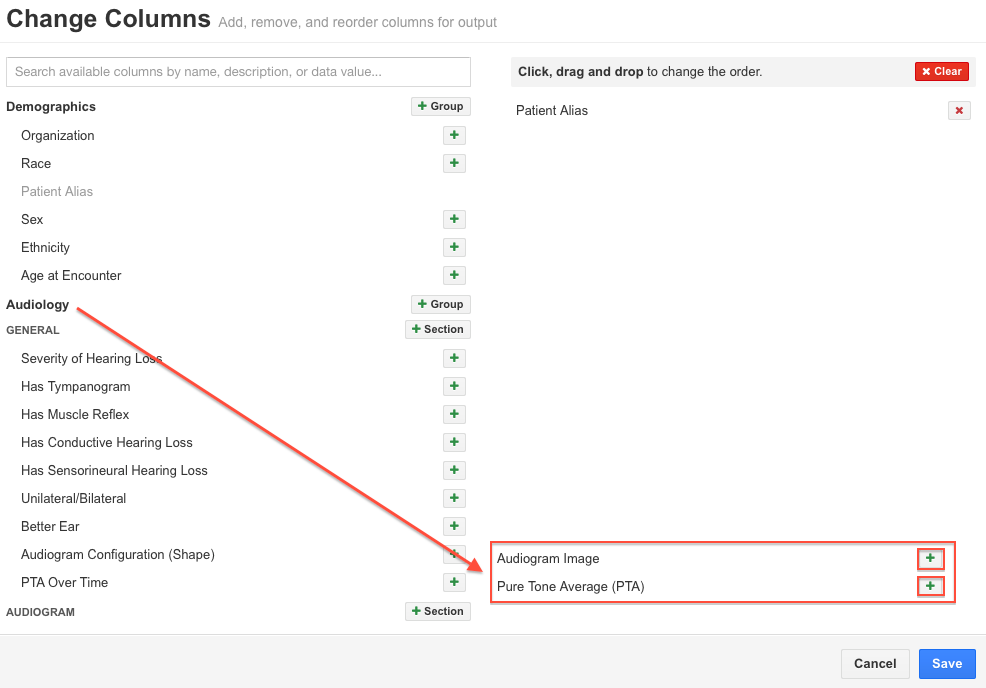 Change Columns Add, remove, and reorder columns for output
Search available columns by name, description, or data value...
Demographics + Group
Organization
Race
Patient Alias
Sex
Ethnicity
Age at Encounter
Audiology + Group
GENERAL + Section
Severity of Hearing Loss
Has Tympanogram
Has Muscle Reflex
Has Conductive Hearing Loss
Has Sensorineural Hearing Loss
Unilateral/Bilateral
Better Ear
Audiogram Configuration (Shape)
PTA Over Time
AUDIOGRAM + Section
Click, drag and drop to change the order. × Clear
Patient Alias
Audiogram Image
Pure Tone Average (PTA)
Cancel Save